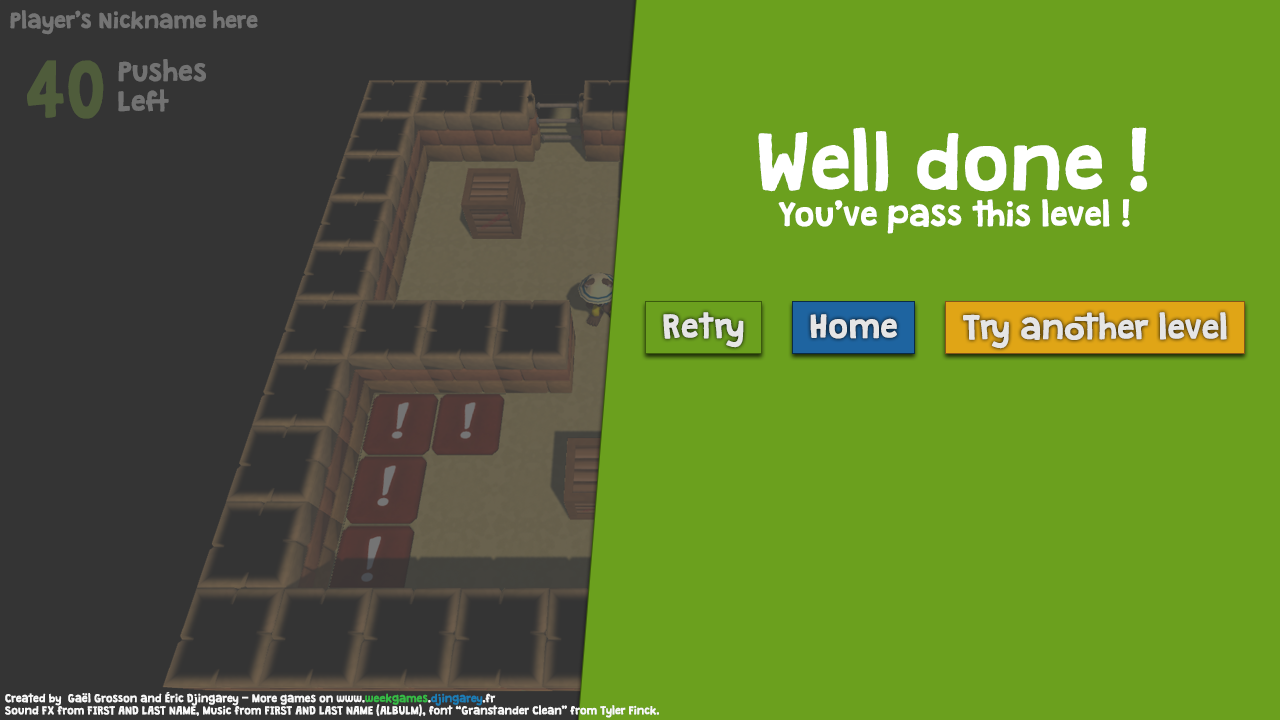 Player's Nickname here
40 Pushes
Left
Well done !
You've pass this level !
Retry Home Try another level
! !
!
!
Created by Gaël Grosson and Éric Djingarey – More games on www.weekgames.djingarey.fr
Sound FX from FIRST AND LAST NAME, Music from FIRST AND LAST NAME (ALBULM), font "Granstander Clean" from Tyler Finck.